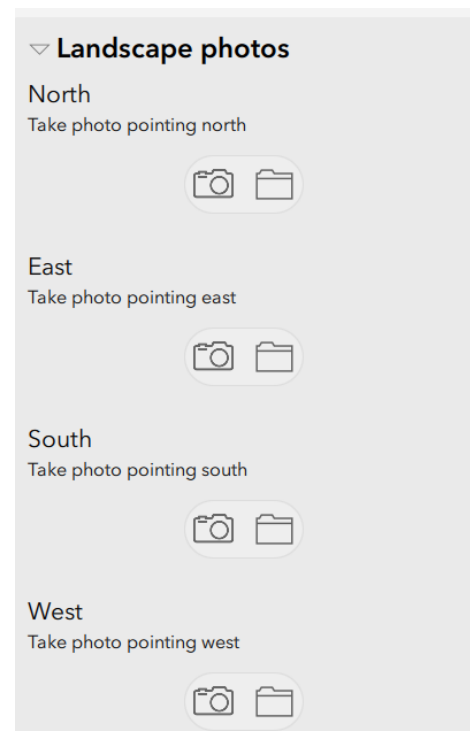 Landscape photos
North
Take photo pointing north
East
Take photo pointing east
South
Take photo pointing south
West
Take photo pointing west